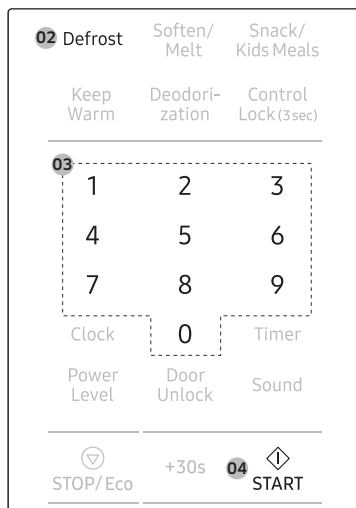 02 Defrost
Soften/
Melt
Snack/
Kids Meals
Keep
Warm
Deodori-
zation
Control
Lock (3 sec)
03
1 2 3
4 5 6
7 8 9
Clock 0 Timer
Power
Level
Door
Unlock
Sound
STOP/Eco
+30s
04
START